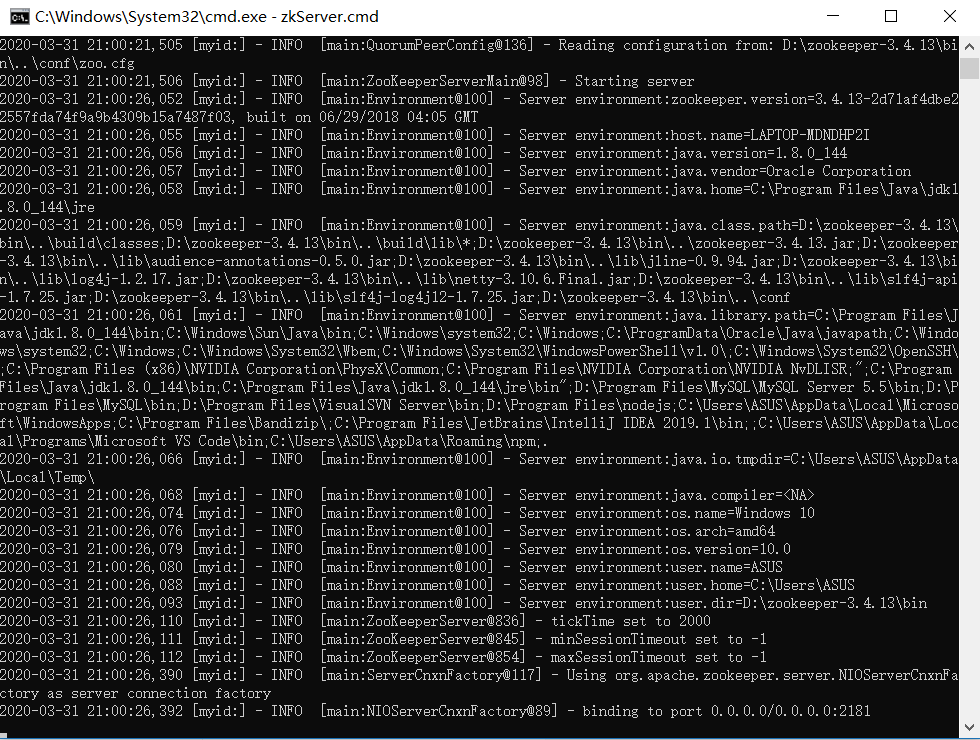 C:\Windows\System32\cmd.exe - zkServer.cmd
2020-03-31 21:00:21,505 [myid:] - INFO  [main:QuorumPeerConfig@136] - Reading configuration from: D:\zookeeper-3.4.13\bi
n\..\conf\zoo.cfg
2020-03-31 21:00:21,506 [myid:] - INFO  [main:ZooKeeperServerMain@98] - Starting server
2020-03-31 21:00:26,052 [myid:] - INFO  [main:Environment@100] - Server environment:zookeeper.version=3.4.13-2d71af4dbe2
2557fda74f9a9b4309b15a7487f03, built on 06/29/2018 04:05 GMT
2020-03-31 21:00:26,055 [myid:] - INFO  [main:Environment@100] - Server environment:host.name=LAPTOP-MDNDHP2I
2020-03-31 21:00:26,056 [myid:] - INFO  [main:Environment@100] - Server environment:java.version=1.8.0_144
2020-03-31 21:00:26,057 [myid:] - INFO  [main:Environment@100] - Server environment:java.vendor=Oracle Corporation
2020-03-31 21:00:26,058 [myid:] - INFO  [main:Environment@100] - Server environment:java.home=C:\Program Files\Java\jdk1
.8.0_144\jre
2020-03-31 21:00:26,059 [myid:] - INFO  [main:Environment@100] - Server environment:java.class.path=D:\zookeeper-3.4.13\
bin\..\build\classes;D:\zookeeper-3.4.13\bin\..\build\lib\*;D:\zookeeper-3.4.13\bin\..\zookeeper-3.4.13.jar;D:\zookeeper
-3.4.13\bin\..\lib\audience-annotations-0.5.0.jar;D:\zookeeper-3.4.13\bin\..\lib\jline-0.9.94.jar;D:\zookeeper-3.4.13\bi
n\..\lib\log4j-1.2.17.jar;D:\zookeeper-3.4.13\bin\..\lib\netty-3.10.6.Final.jar;D:\zookeeper-3.4.13\bin\..\lib\slf4j-api
-1.7.25.jar;D:\zookeeper-3.4.13\bin\..\lib\slf4j-log4j12-1.7.25.jar;D:\zookeeper-3.4.13\bin\..\conf
2020-03-31 21:00:26,061 [myid:] - INFO  [main:Environment@100] - Server environment:java.library.path=C:\Program Files\J
ava\jdk1.8.0_144\bin;C:\Windows\Sun\Java\bin;C:\Windows\system32;C:\Windows;C:\ProgramData\Oracle\Java\javapath;C:\Windo
ws\system32;C:\Windows;C:\Windows\System32\Wbem;C:\Windows\System32\WindowsPowerShell\v1.0\;C:\Windows\System32\OpenSSH\
;C:\Program Files (x86)\NVIDIA Corporation\PhysX\Common;C:\Program Files\NVIDIA Corporation\NVIDIA NvDLISR;";C:\Program 
Files\Java\jdk1.8.0_144\bin;C:\Program Files\Java\jdk1.8.0_144\jre\bin";D:\Program Files\MySQL\MySQL Server 5.5\bin;D:\P
rogram Files\MySQL\bin;D:\Program Files\VisualSVN Server\bin;D:\Program Files\nodejs;C:\Users\ASUS\AppData\Local\Microso
ft\WindowsApps;C:\Program Files\Bandizip\;C:\Program Files\JetBrains\IntelliJ IDEA 2019.1\bin;;C:\Users\ASUS\AppData\Loc
al\Programs\Microsoft VS Code\bin;C:\Users\ASUS\AppData\Roaming\npm;.
2020-03-31 21:00:26,066 [myid:] - INFO  [main:Environment@100] - Server environment:java.io.tmpdir=C:\Users\ASUS\AppData
\Local\Temp\
2020-03-31 21:00:26,068 [myid:] - INFO  [main:Environment@100] - Server environment:java.compiler=<NA>
2020-03-31 21:00:26,074 [myid:] - INFO  [main:Environment@100] - Server environment:os.name=Windows 10
2020-03-31 21:00:26,076 [myid:] - INFO  [main:Environment@100] - Server environment:os.arch=amd64
2020-03-31 21:00:26,079 [myid:] - INFO  [main:Environment@100] - Server environment:os.version=10.0
2020-03-31 21:00:26,080 [myid:] - INFO  [main:Environment@100] - Server environment:user.name=ASUS
2020-03-31 21:00:26,088 [myid:] - INFO  [main:Environment@100] - Server environment:user.home=C:\Users\ASUS
2020-03-31 21:00:26,093 [myid:] - INFO  [main:Environment@100] - Server environment:user.dir=D:\zookeeper-3.4.13\bin
2020-03-31 21:00:26,110 [myid:] - INFO  [main:ZooKeeperServer@836] - tickTime set to 2000
2020-03-31 21:00:26,111 [myid:] - INFO  [main:ZooKeeperServer@845] - minSessionTimeout set to -1
2020-03-31 21:00:26,112 [myid:] - INFO  [main:ZooKeeperServer@854] - maxSessionTimeout set to -1
2020-03-31 21:00:26,390 [myid:] - INFO  [main:ServerCnxnFactory@117] - Using org.apache.zookeeper.server.NIOServerCnxnFa
ctory as server connection factory
2020-03-31 21:00:26,392 [myid:] - INFO  [main:NIOServerCnxnFactory@89] - binding to port 0.0.0.0/0.0.0.0:2181